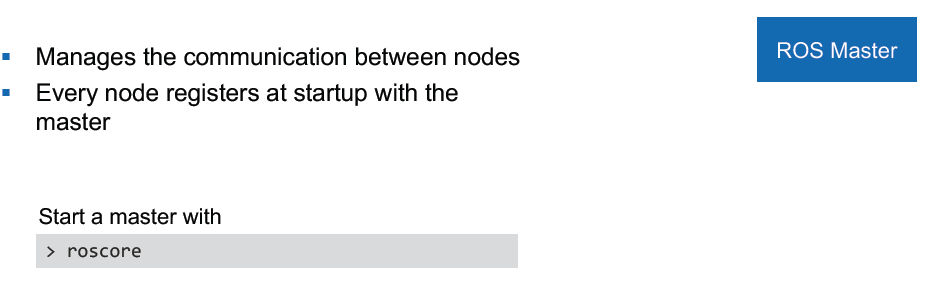 Manages the communication between nodes
Every node registers at startup with the
master
ROS Master
Start a master with
> roscore